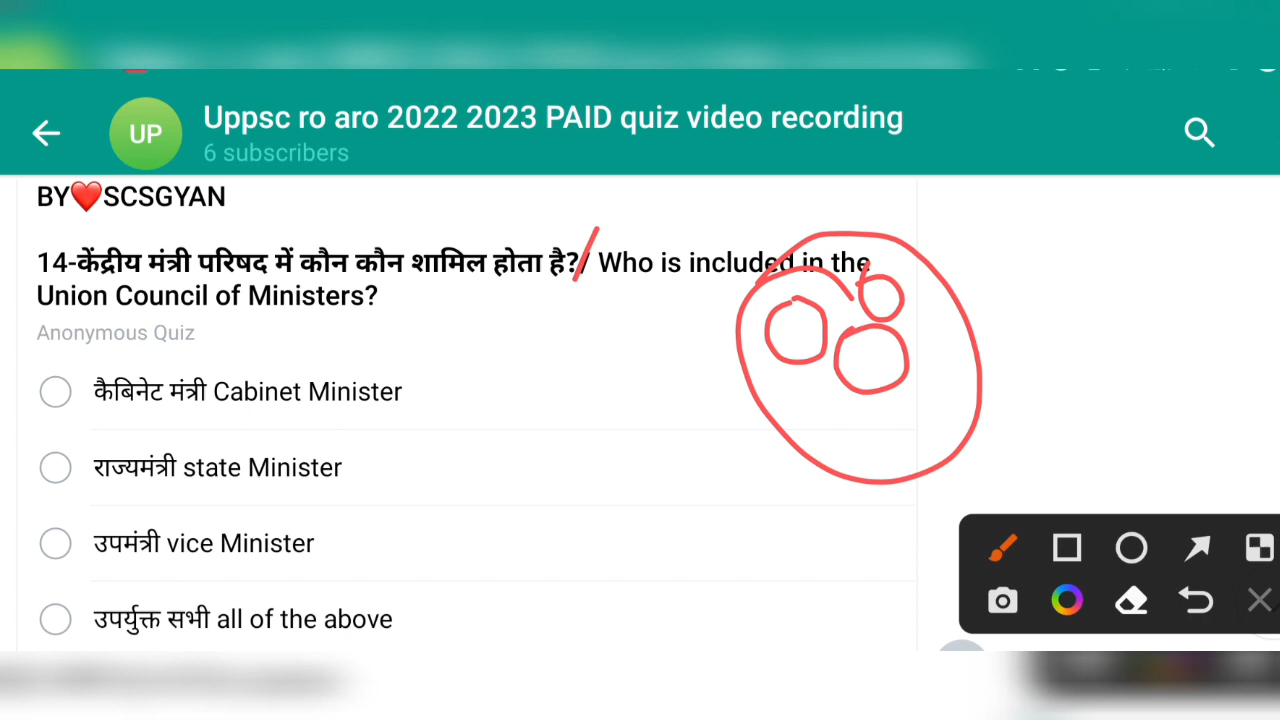 Uppsc ro aro 2022 2023 PAID quiz video recording
UP
6 subscribers
BY❤️SCSGYAN
14-केंद्रीय मंत्री परिषद में कौन कौन शामिल होता है?/ Who is included in the
Union Council of Ministers?
Anonymous Quiz
कैबिनेट मंत्री Cabinet Minister
राज्यमंत्री state Minister
उपमंत्री vice Minister
उपर्युक्त सभी all of the above